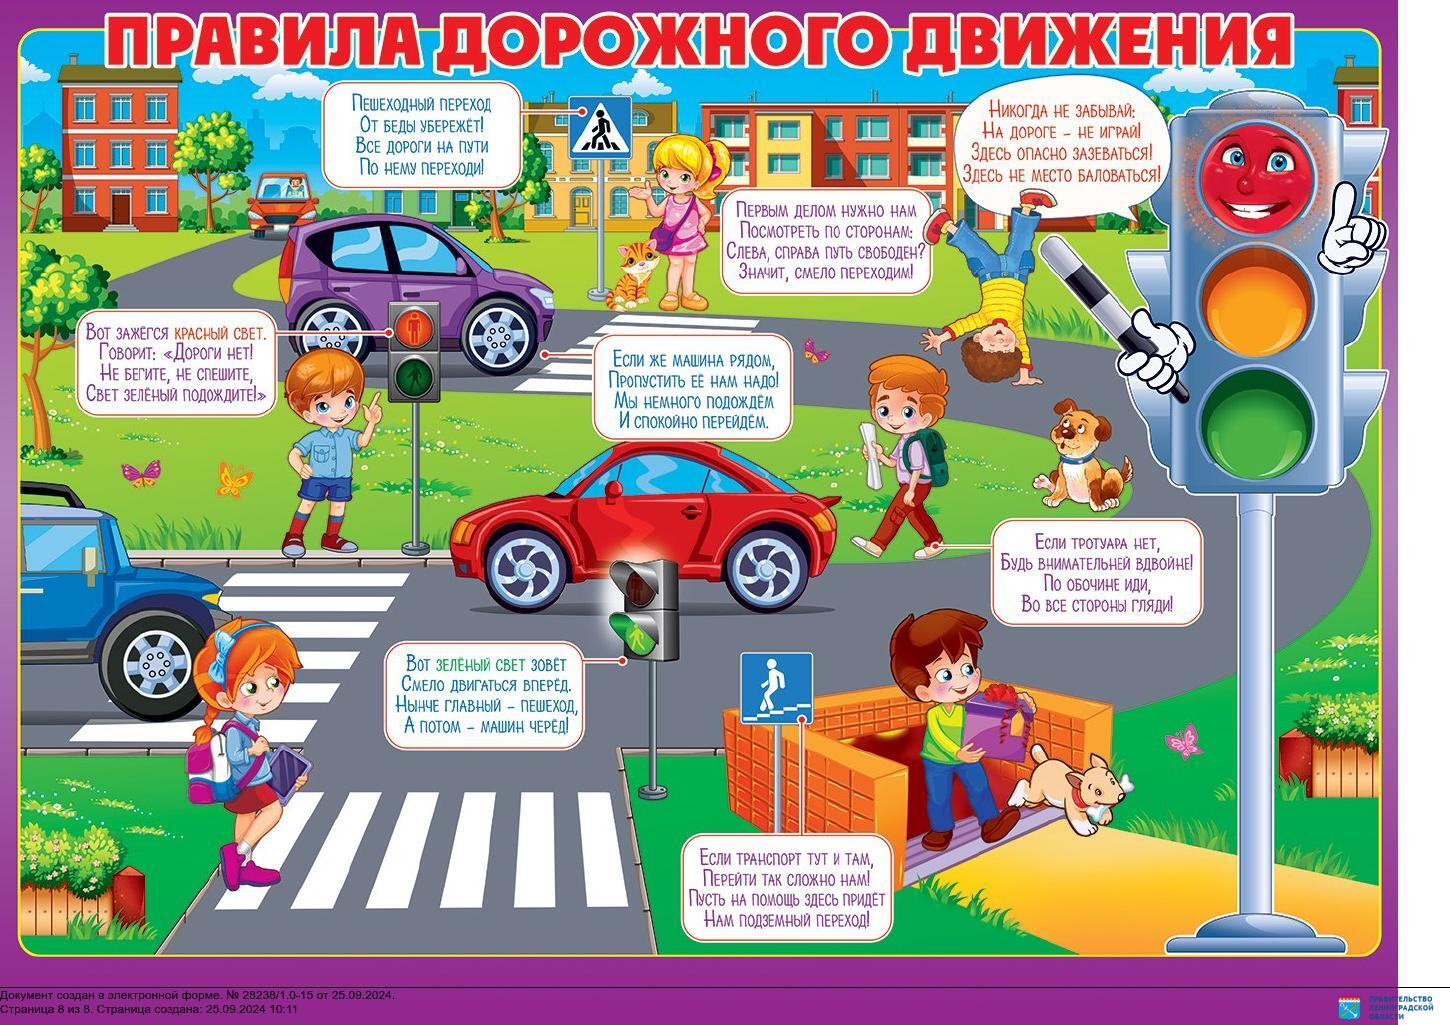 ПРАВИЛА ДОРОЖНОГО ДВИЖЕНИЯ
Пешеходный переход
От беды убережёт!
Все дороги на пути
По нему переходи!
Никогда не забывай:
На дороге – не играй!
Здесь опасно зазеваться!
Здесь не место баловаться!
Первым делом нужно нам
Посмотреть по сторонам:
Слева, справа путь свободен?
Значит, смело переходим!
Вот зажёгся красный свет.
Говорит: «Дороги нет!
Не бегите, не спешите,
Свет зелёный подождите!»
Если же машина рядом,
Пропустить её нам надо!
Мы немного подождём
И спокойно перейдём.
Если тротуара нет,
Будь внимательней вдвойне!
По обочине иди,
Во все стороны гляди!
Вот зелёный свет зовёт
Смело двигаться вперёд.
Нынче главный – пешеход,
А потом – машин черёд!
Если транспорт тут и там,
Перейти так сложно нам!
Пусть на помощь здесь придёт
Нам подземный переход!
Документ создан в электронной форме. № 28238/1.0-15 от 25.09.2024.
Страница 8 из 8. Страница создана: 25.09.2024 10:11
ПРАВИТЕЛЬСТВО
ЛЕНИНГРАДСКОЙ
ОБЛАСТИ